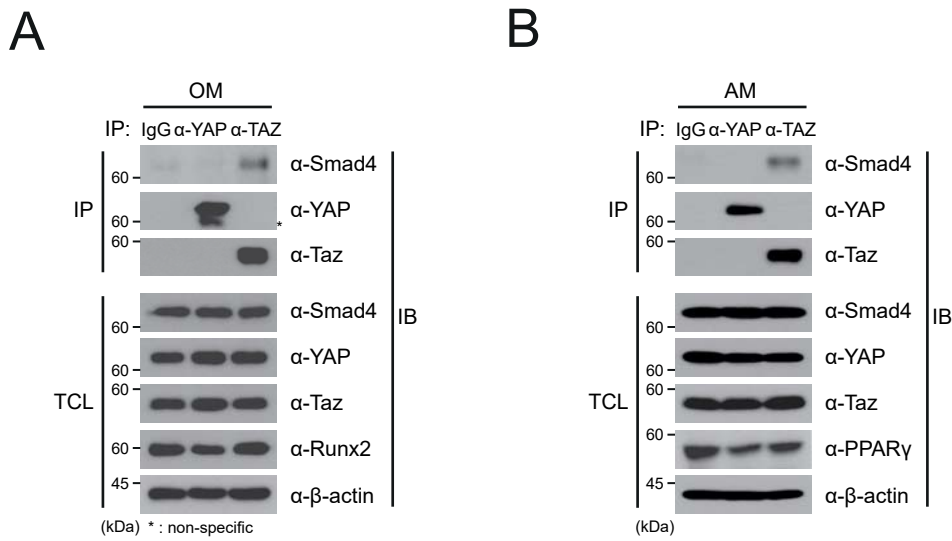 A
OM
IP: IgG α-YAP α-TAZ
60
α-Smad4
IP
60
α-YAP
*
60
α-Taz
α-Smad4
60
IB
α-YAP
60
60
TCL
α-Taz
60
α-Runx2
45
α-β-actin
(kDa) * : non-specific
B
AM
IP: IgG α-YAP α-TAZ
α-Smad4
60
IP
α-YAP
60
60
α-Taz
α-Smad4
60
IB
α-YAP
60
60
TCL
α-Taz
60
α-PPARγ
45
α-β-actin
(kDa)